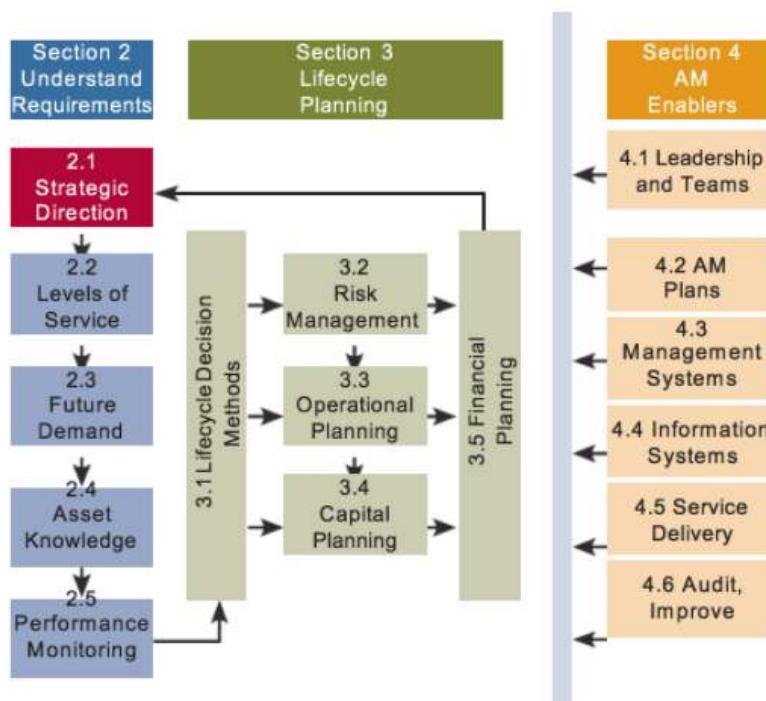 Section 2
Understand
Requirements
Section 3
Lifecycle
Planning
Section 4
AM
Enablers
2.1
Strategic
Direction
2.2
Levels of
Service
2.3
Future
Demand
2.4
Asset
Knowledge
2.5
Performance
Monitoring
3.1 Lifecycle Decision
Methods
3.2
Risk
Management
3.3
Operational
Planning
3.4
Capital
Planning
3.5 Financial
Planning
4.1 Leadership
and Teams
4.2 AM
Plans
4.3
Management
Systems
4.4 Information
Systems
4.5 Service
Delivery
4.6 Audit,
Improve